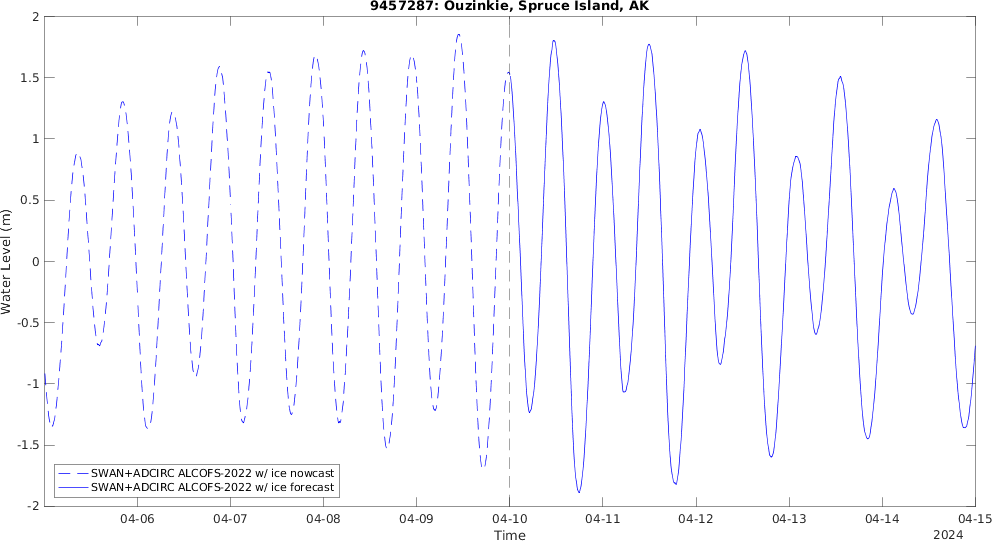 9457287: Ouzinkie, Spruce Island, AK
2
1.5
1
0.5
0
-0.5
-1
-1.5
-2
Water Level (m)
SWAN+ADCIRC ALCOFS-2022 w/ ice nowcast
SWAN+ADCIRC ALCOFS-2022 w/ ice forecast
04-06 04-07 04-08 04-09 04-10 04-11 04-12 04-13 04-14 04-15
Time
2024